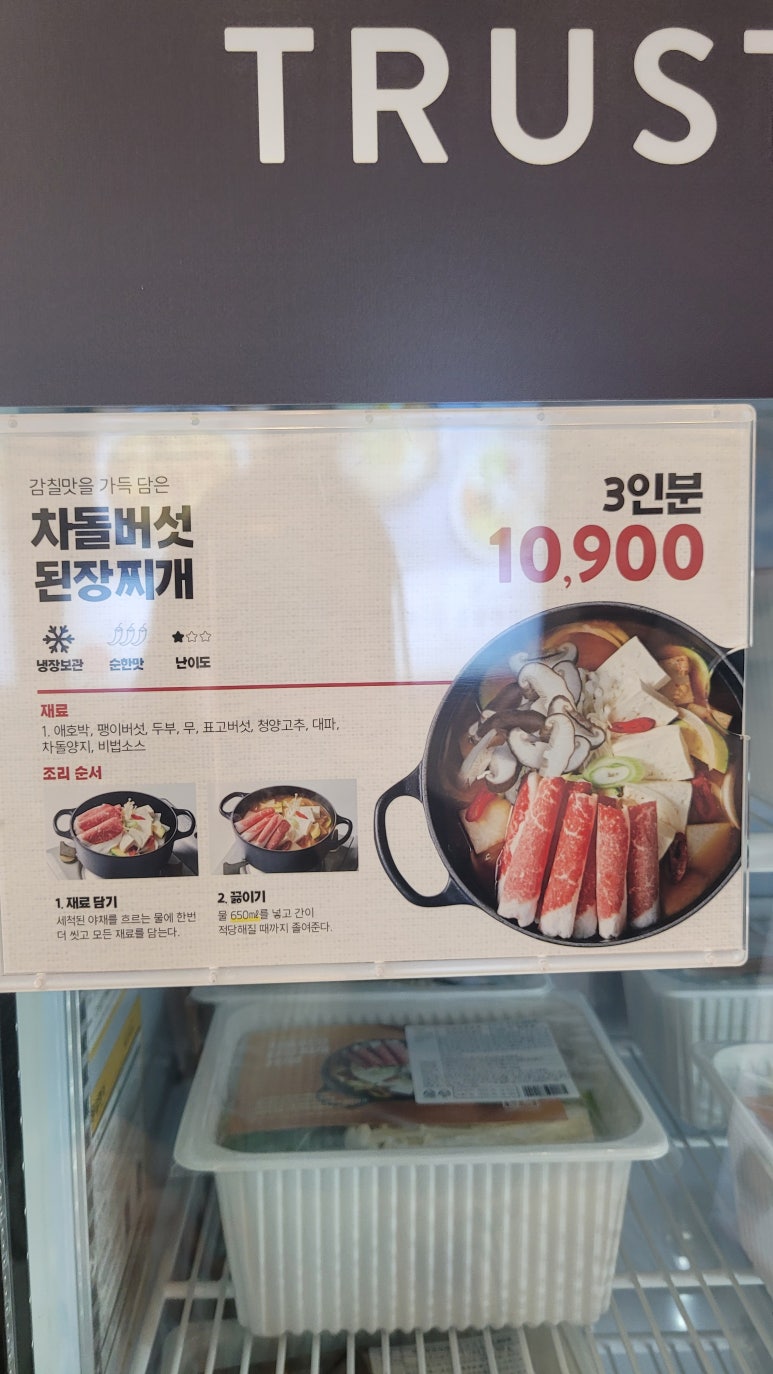 TRUST
감칠맛을 가득 담은
차돌버섯
된장찌개
3인분
10,900
냉장보관 순한맛 난이도
재료
1. 애호박, 팽이버섯, 두부, 무, 표고버섯, 청양고추, 대파,
차돌양지, 비법소스
조리 순서
1. 재료 담기
세척된 야채를 흐르는 물에 한번
더 씻고 모든 재료를 담는다.
2. 끓이기
물 650㎖를 넣고 간이
적당해질 때까지 졸여준다.